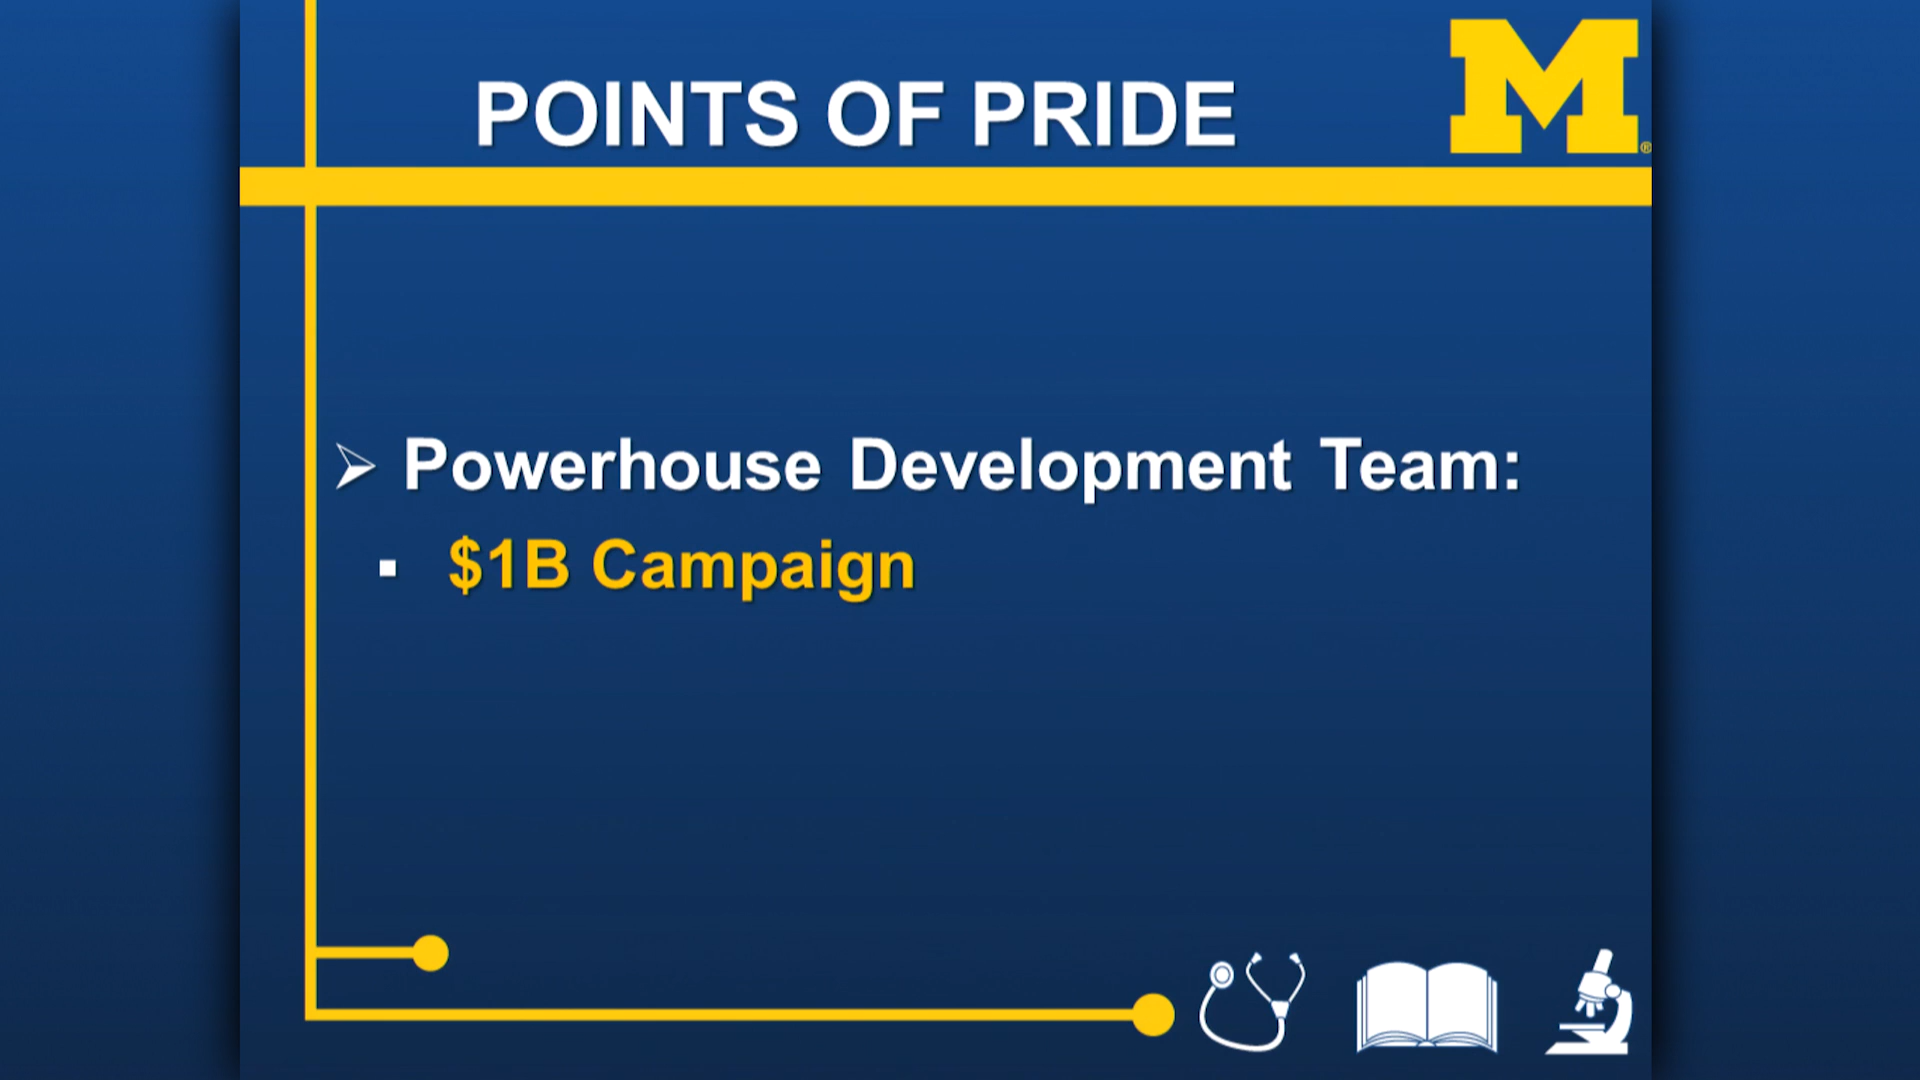 POINTS OF PRIDE
M
➢ Powerhouse Development Team:
▪ $1B Campaign